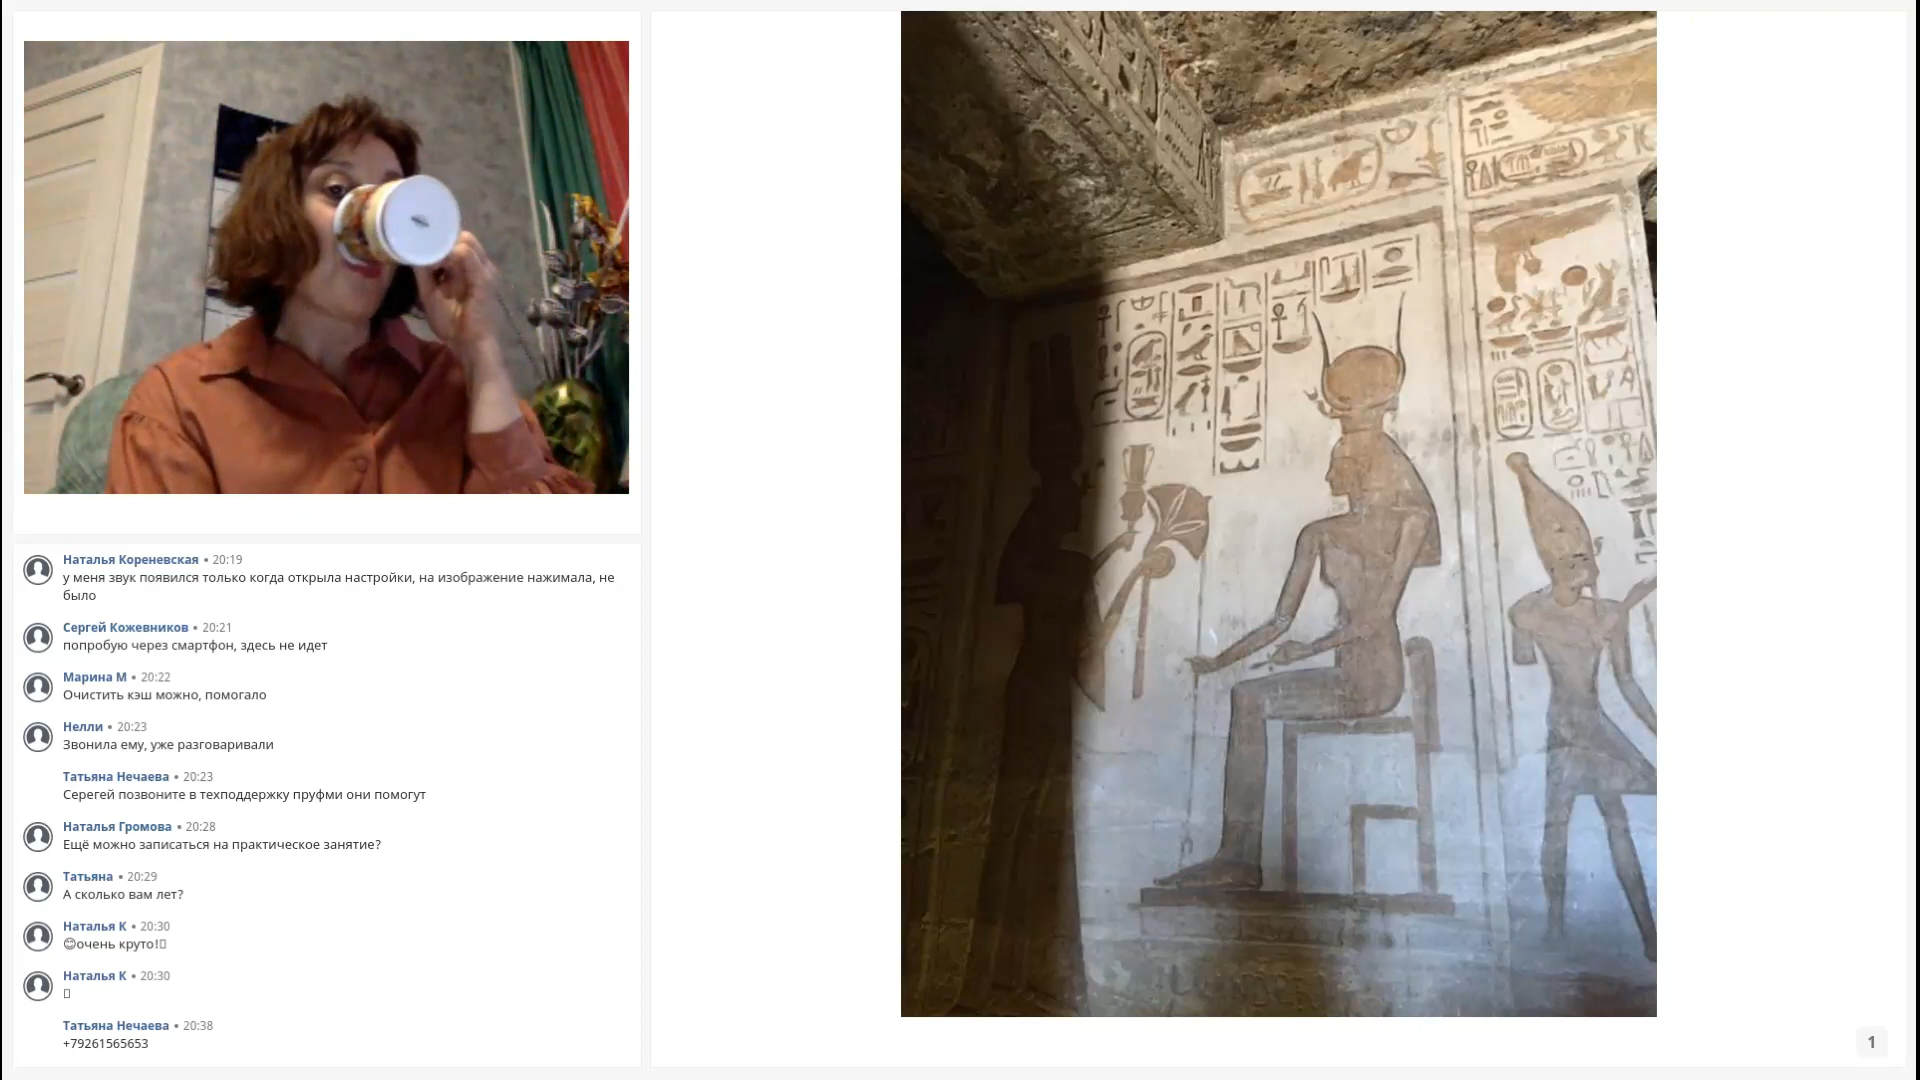 Наталья Кореневская • 20:19
у меня звук появился только когда открыла настройки, на изображение нажимала, не
было
Сергей Кожевников • 20:21
попробую через смартфон, здесь не идет
Марина М • 20:22
Очистить кэш можно, помогало
Нелли • 20:23
Звонила ему, уже разговаривали
Татьяна Нечаева • 20:23
Серегей позвоните в техподдержку пруфми они помогут
Наталья Громова • 20:28
Ещё можно записаться на практическое занятие?
Татьяна • 20:29
А сколько вам лет?
Наталья К • 20:30
😊очень круто!
Наталья К • 20:30
Татьяна Нечаева • 20:38
+79261565653
1